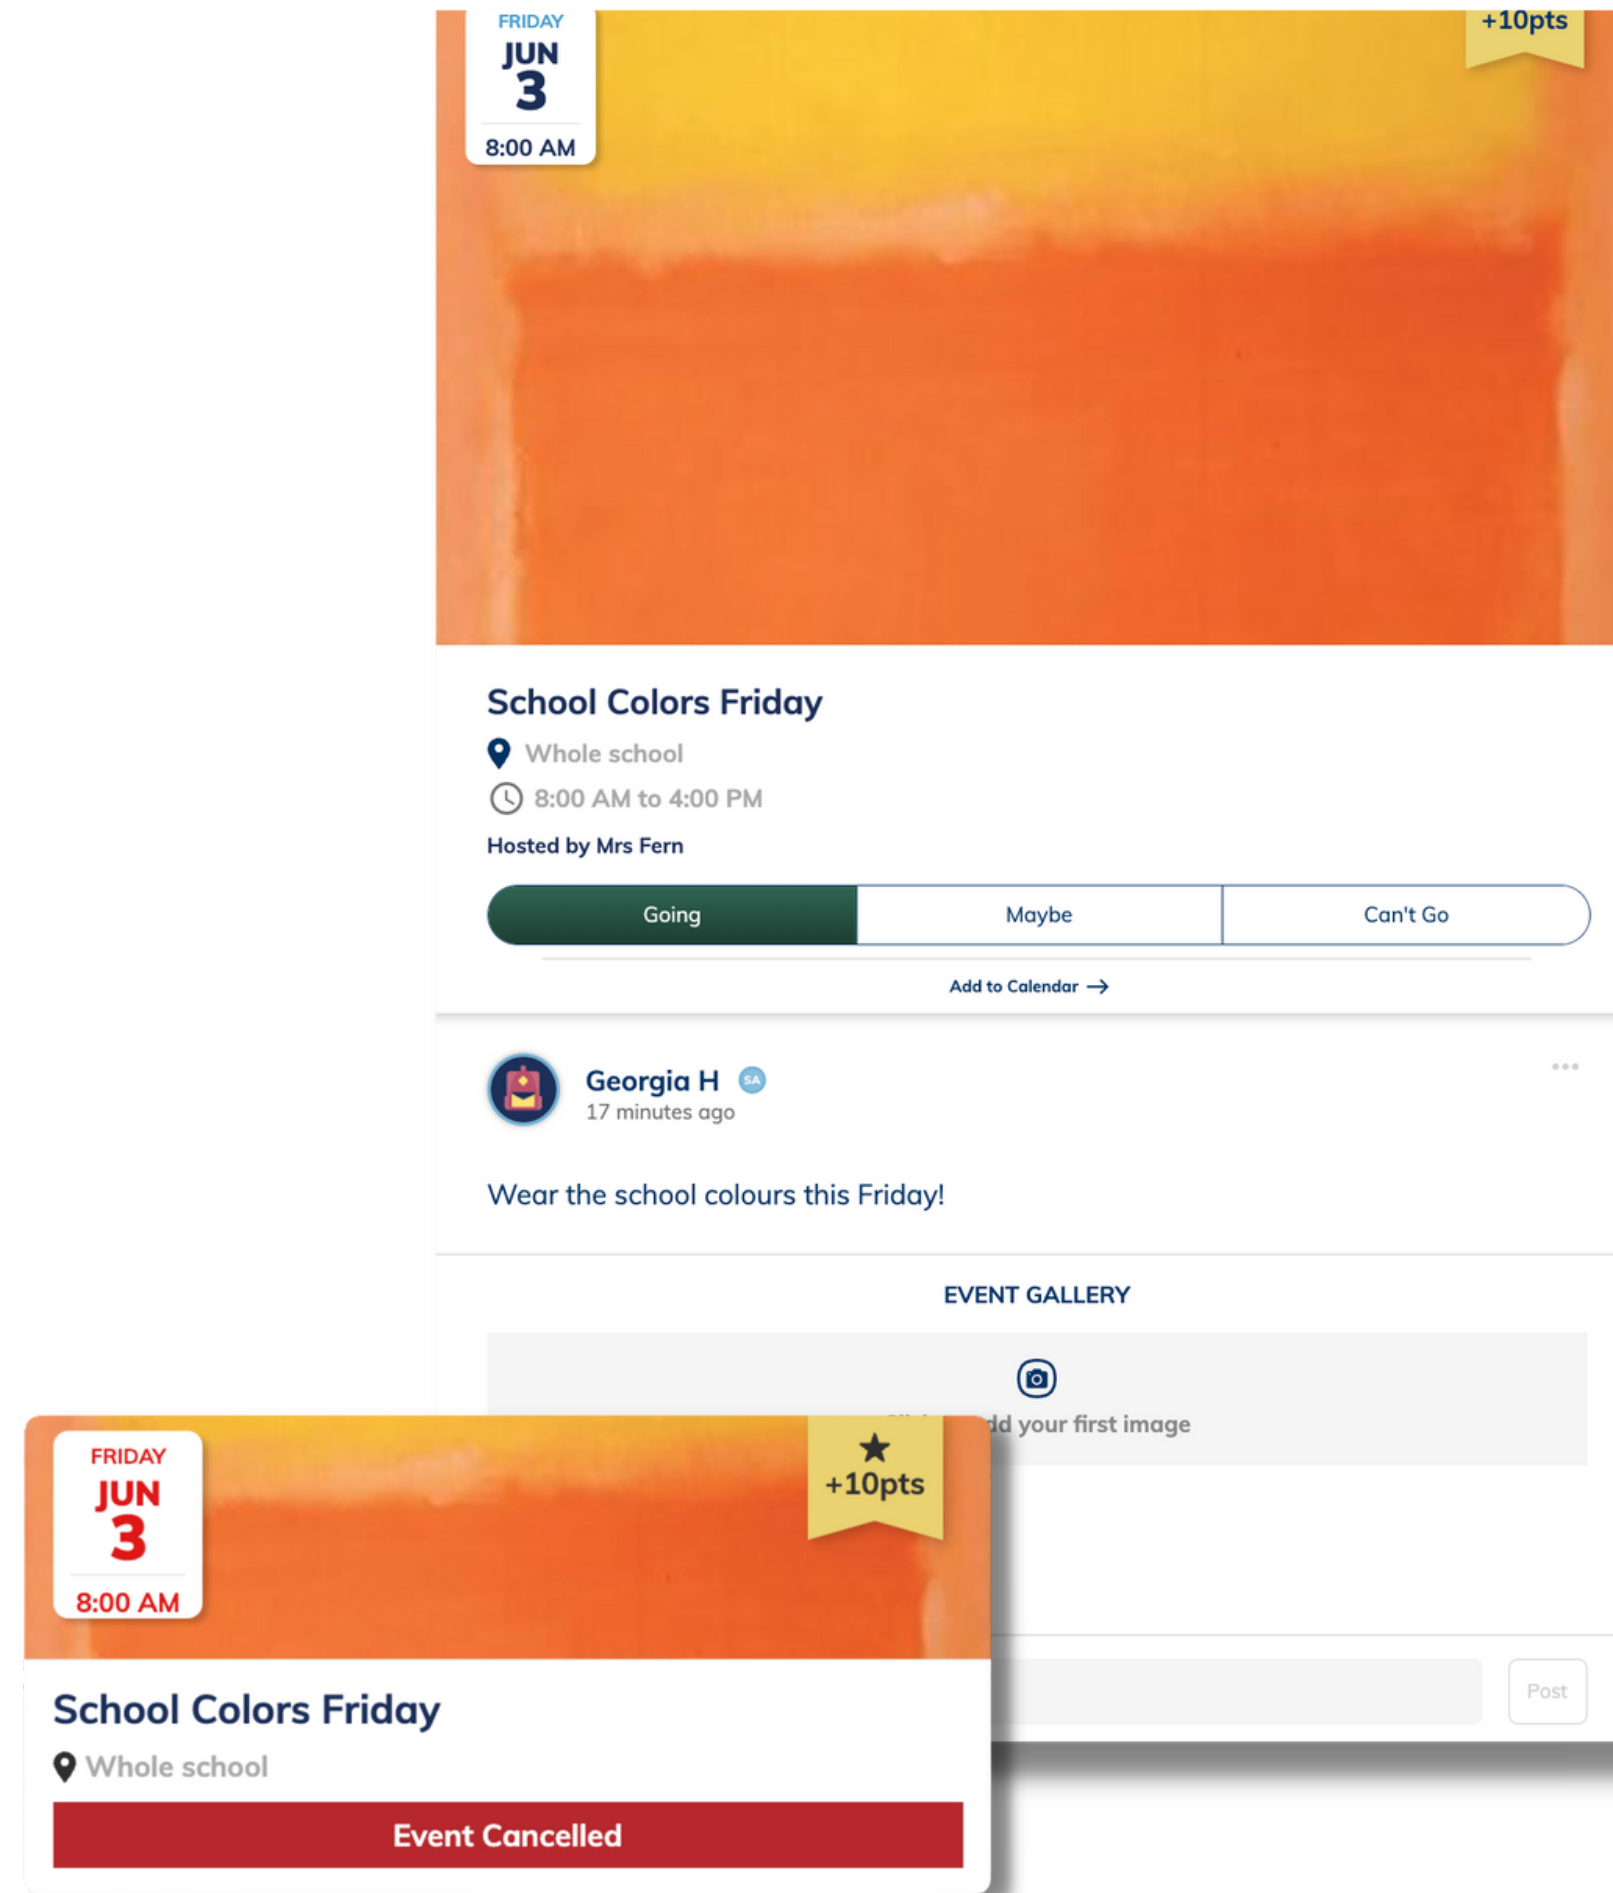 FRIDAY
JUN
3
8:00 AM
+10pts
School Colors Friday
Whole school
8:00 AM to 4:00 PM
Hosted by Mrs Fern
Going
Maybe
Can't Go
Add to Calendar →
Georgia H
SA
17 minutes ago
Wear the school colours this Friday!
EVENT GALLERY
your first image
FRIDAY
JUN
3
8:00 AM
+10pts
School Colors Friday
Whole school
Event Cancelled
Post